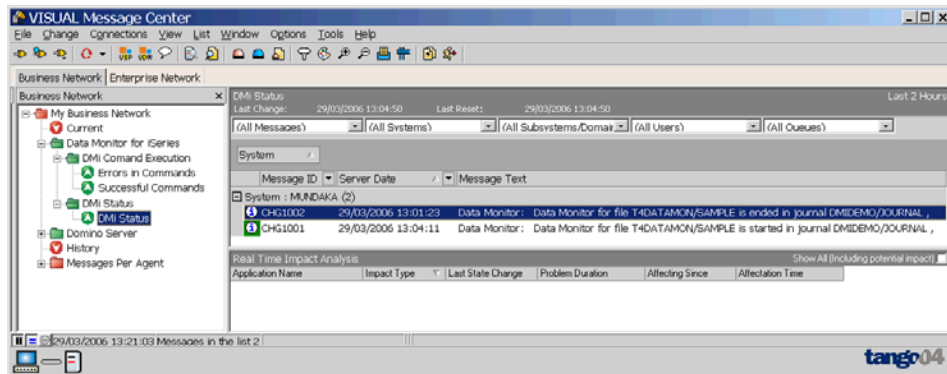 VISUAL Message Center
File Change Connections View List Window Options Tools Help
Business Network Enterprise Network
Business Network
My Business Network
Current
Data Monitor for iSeries
DMi Comand Execution
Errors in Commands
Successful Commands
DMi Status
DMi Status
Domino Server
History
Messages Per Agent
DMi Status Last 2 Hours
Last Change: 29/03/2006 13:04:50 Last Reset: 29/03/2006 13:04:50
(All Messages) (All Systems) (All Subsystems/Domair (All Users) (All Queues)
System
Message ID Server Date Message Text
System : MUNDAKA (2)
CHG1002 29/03/2006 13:01:23 Data Monitor: Data Monitor for file T4DATAMON/SAMPLE is ended in journal DMIDEMO/JOURNAL ,
CHG1001 29/03/2006 13:04:11 Data Monitor: Data Monitor for file T4DATAMON/SAMPLE is started in journal DMIDEMO/JOURNAL ,
Real Time Impact Analysis Show All (Including potential impact)
Application Name Impact Type Last State Change Problem Duration Affecting Since Affectation Time
29/03/2006 13:21:03 Messages in the list 2
tango04